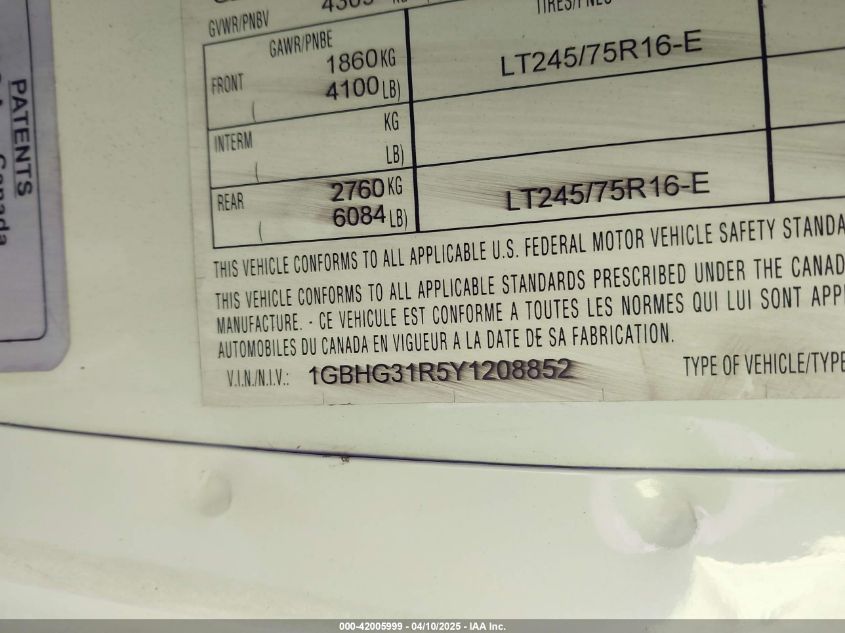 GVWR/PNBV
TIRES/PNEU
GAWR/PNBE
FRONT 1860 KG LT245/75R16-E
( 4100 LB)
INTERM KG
( LB)
REAR 2760 KG LT245/75R16-E
( 6084 LB)
THIS VEHICLE CONFORMS TO ALL APPLICABLE U.S. FEDERAL MOTOR VEHICLE SAFETY STANDA
THIS VEHICLE CONFORMS TO ALL APPLICABLE STANDARDS PRESCRIBED UNDER THE CANAD
MANUFACTURE. - CE VEHICULE EST CONFORME A TOUTES LES NORMES QUI LUI SONT APP
AUTOMOBILES DU CANADA EN VIGUEUR A LA DATE DE SA FABRICATION.
V.I.N./N.I.V.: 1GBHG31R5Y1208852 TYPE OF VEHICLE/TYPE
PATENTS
Canada
000-42005999 - 04/10/2025 - IAA Inc.